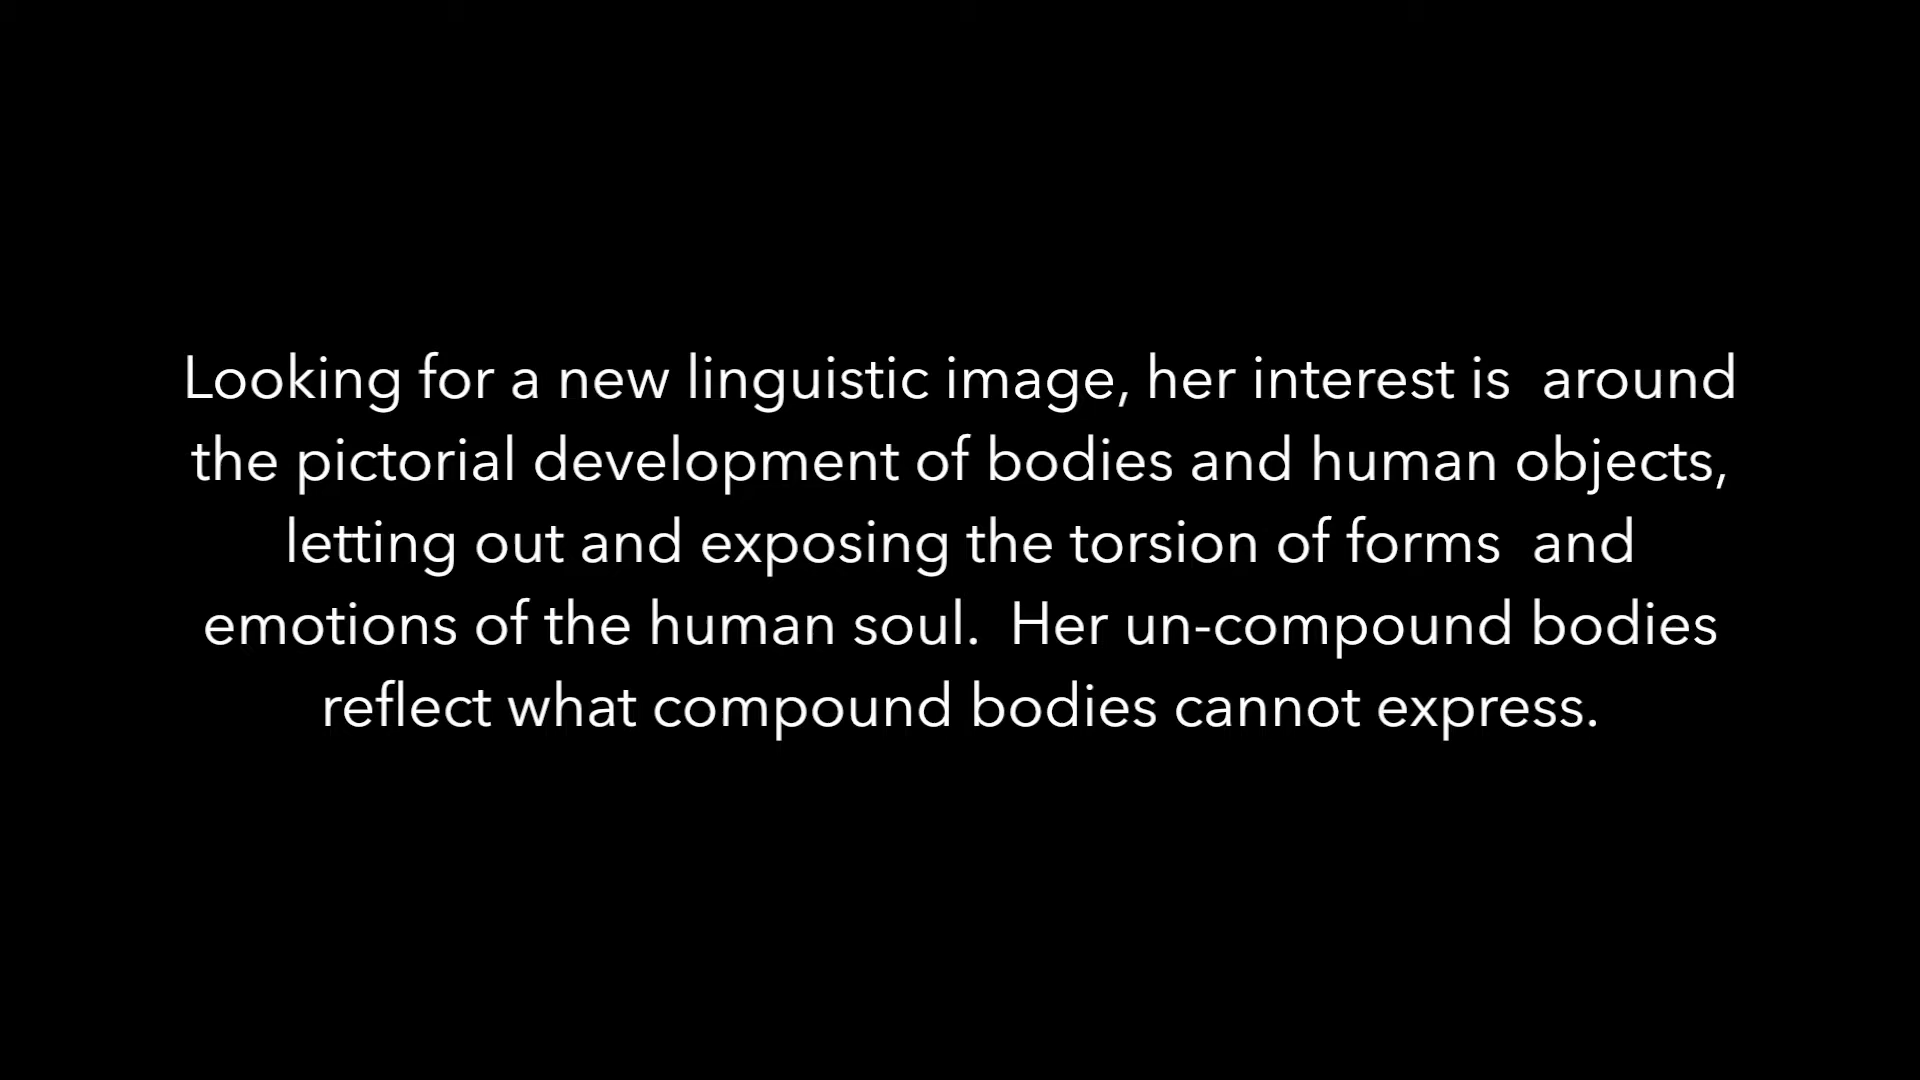 Looking for a new linguistic image, her interest is  around
the pictorial development of bodies and human objects,
letting out and exposing the torsion of forms  and
emotions of the human soul.  Her un-compound bodies
reflect what compound bodies cannot express.